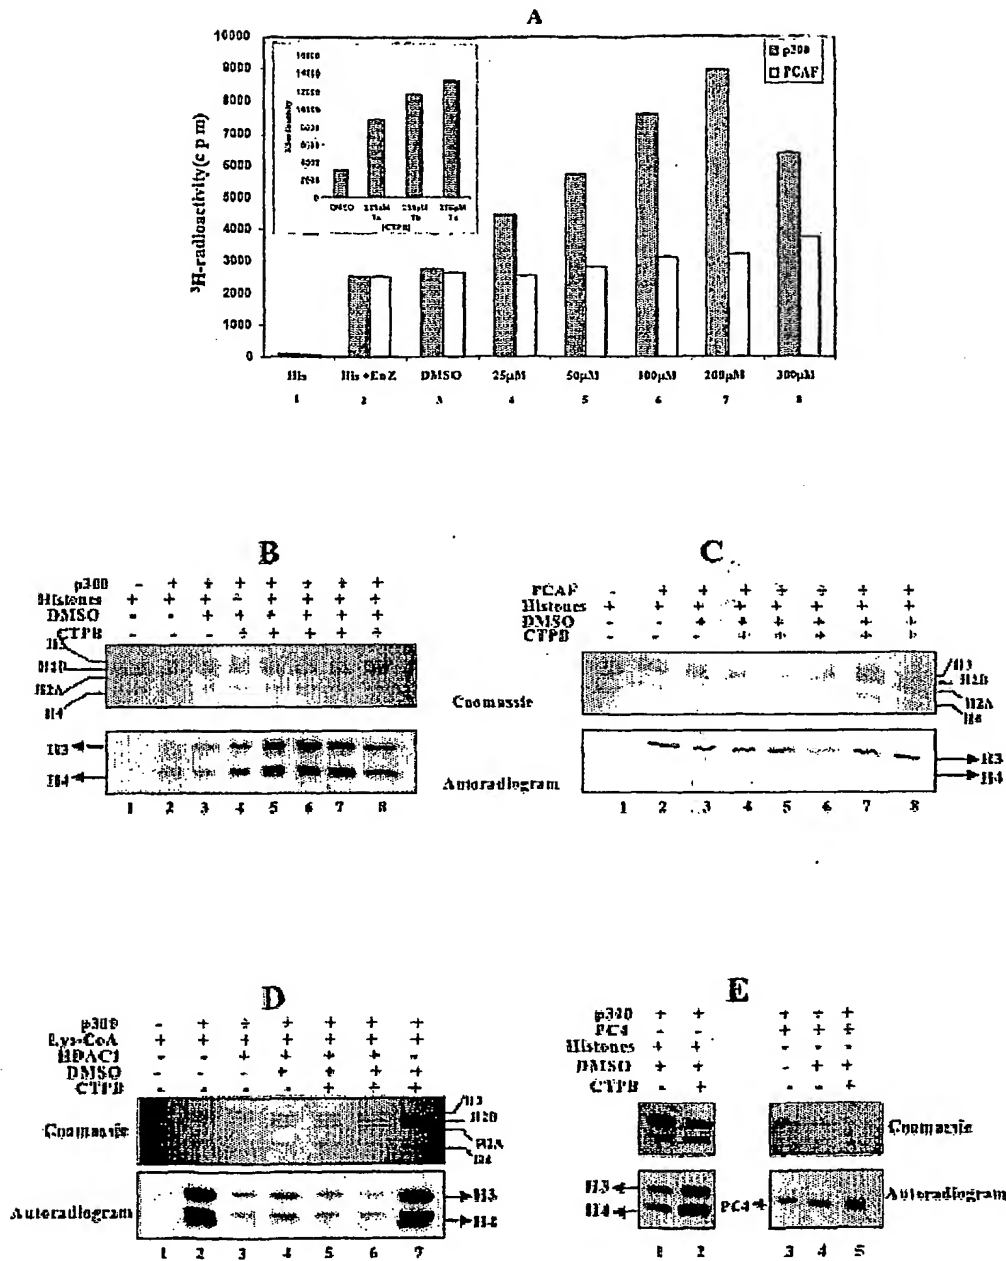 A
10000
9000
8000
7000
6000
5000
4000
3000
2000
1000
0
³H-radioactivity(c p m)
p300
PCAF
DMSO
[CTPB]
His
His +EnZ
DMSO
25µM
50µM
100µM
200µM
300µM
1 2 3 4 5 6 7 8
B
p300 - + + + + + + +
Histones + + + + + + + +
DMSO - - + + + + + +
CTPB - - - + + + + +
H3
H2B
H2A
H4
Coomassie
H3
H4
Autoradiogram
1 2 3 4 5 6 7 8
C
PCAF - + + + + + + +
Histones + + + + + + + +
DMSO - - + + + + + +
CTPB - - - + + + + +
H3
H2B
H2A
H4
H3
H4
1 2 3 4 5 6 7 8
D
p300 - + + + + + +
Lys-CoA + + + + + + +
HDAC1 - - + + + + -
DMSO - - - + + + +
CTPB - - - - + + +
Coomassie
H3
H2B
H2A
H4
Autoradiogram
H3
H4
1 2 3 4 5 6 7
E
p300 + + + + +
PC4 - - + + +
Histones + + - - -
DMSO + + - + +
CTPB - + - - +
Coomassie
H3
H4
PC4
Autoradiogram
1 2 3 4 5